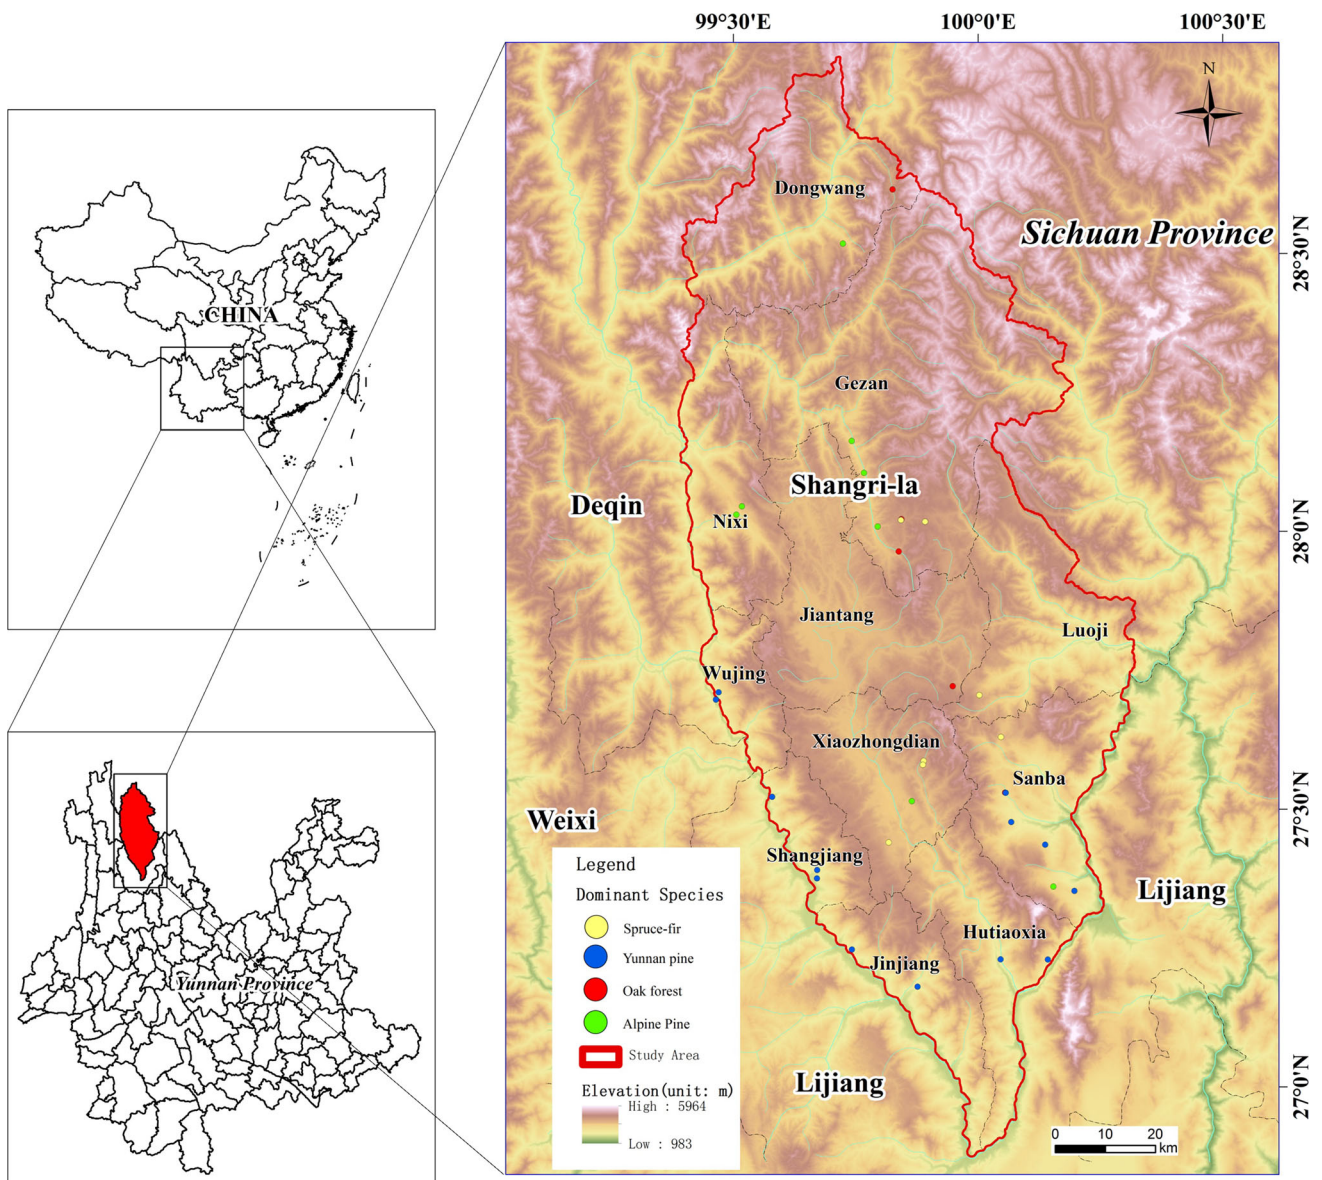 99°30'E
100°0'E
100°30'E
N
Dongwang
Sichuan Province
28°30'N
CHINA
Gezan
Shangri-la
Deqin
Nixi
28°0'N
Jiantang
Luoji
Wujing
Xiaozhongdian
Sanba
27°30'N
Weixi
Shangjiang
Legend
Lijiang
Dominant Species
Spruce-fir
Hutiaoxia
Yunnan pine
Jinjiang
Yunnan Province
Oak forest
Alpine Pine
Study Area
Lijiang
Elevation(unit: m)
27°0'N
High : 5964
Low : 983
0 10 20
km